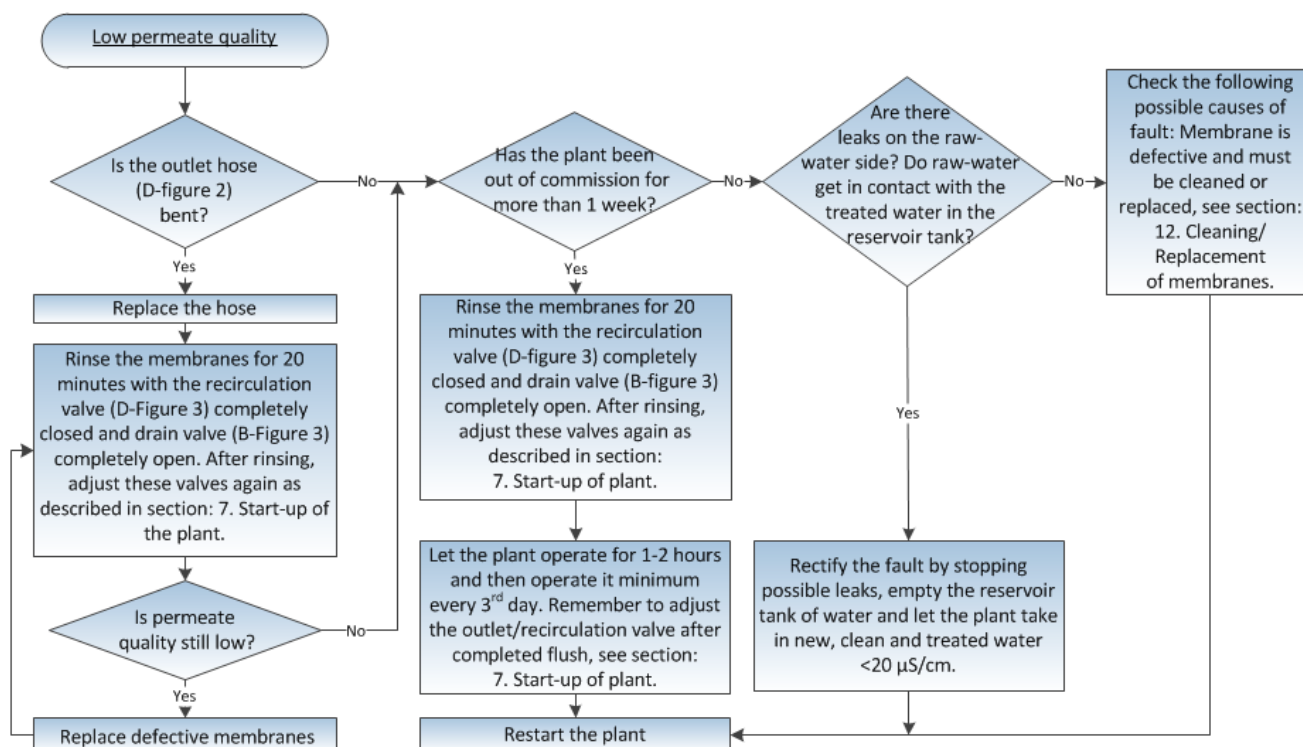 Low permeate quality
Is the outlet hose
(D-figure 2)
bent?
No
Yes
Replace the hose
Rinse the membranes for 20
minutes with the recirculation
valve (D-Figure 3) completely
closed and drain valve (B-Figure 3)
completely open. After rinsing,
adjust these valves again as
described in section: 7. Start-up of
the plant.
Is permeate
quality still low?
No
Yes
Replace defective membranes
Has the plant been
out of commission for
more than 1 week?
No
Yes
Rinse the membranes for 20
minutes with the recirculation
valve (D-figure 3) completely
closed and drain valve (B-figure 3)
completely open. After rinsing,
adjust these valves again as
described in section:
7. Start-up of plant.
Let the plant operate for 1-2 hours
and then operate it minimum
every 3rd day. Remember to adjust
the outlet/recirculation valve after
completed flush, see section:
7. Start-up of plant.
Restart the plant
Are there
leaks on the raw-
water side? Do raw-water
get in contact with the
treated water in the
reservoir tank?
No
Yes
Rectify the fault by stopping
possible leaks, empty the reservoir
tank of water and let the plant take
in new, clean and treated water
<20 µS/cm.
Check the following
possible causes of
fault: Membrane is
defective and must
be cleaned or
replaced, see section:
12. Cleaning/
Replacement
of membranes.